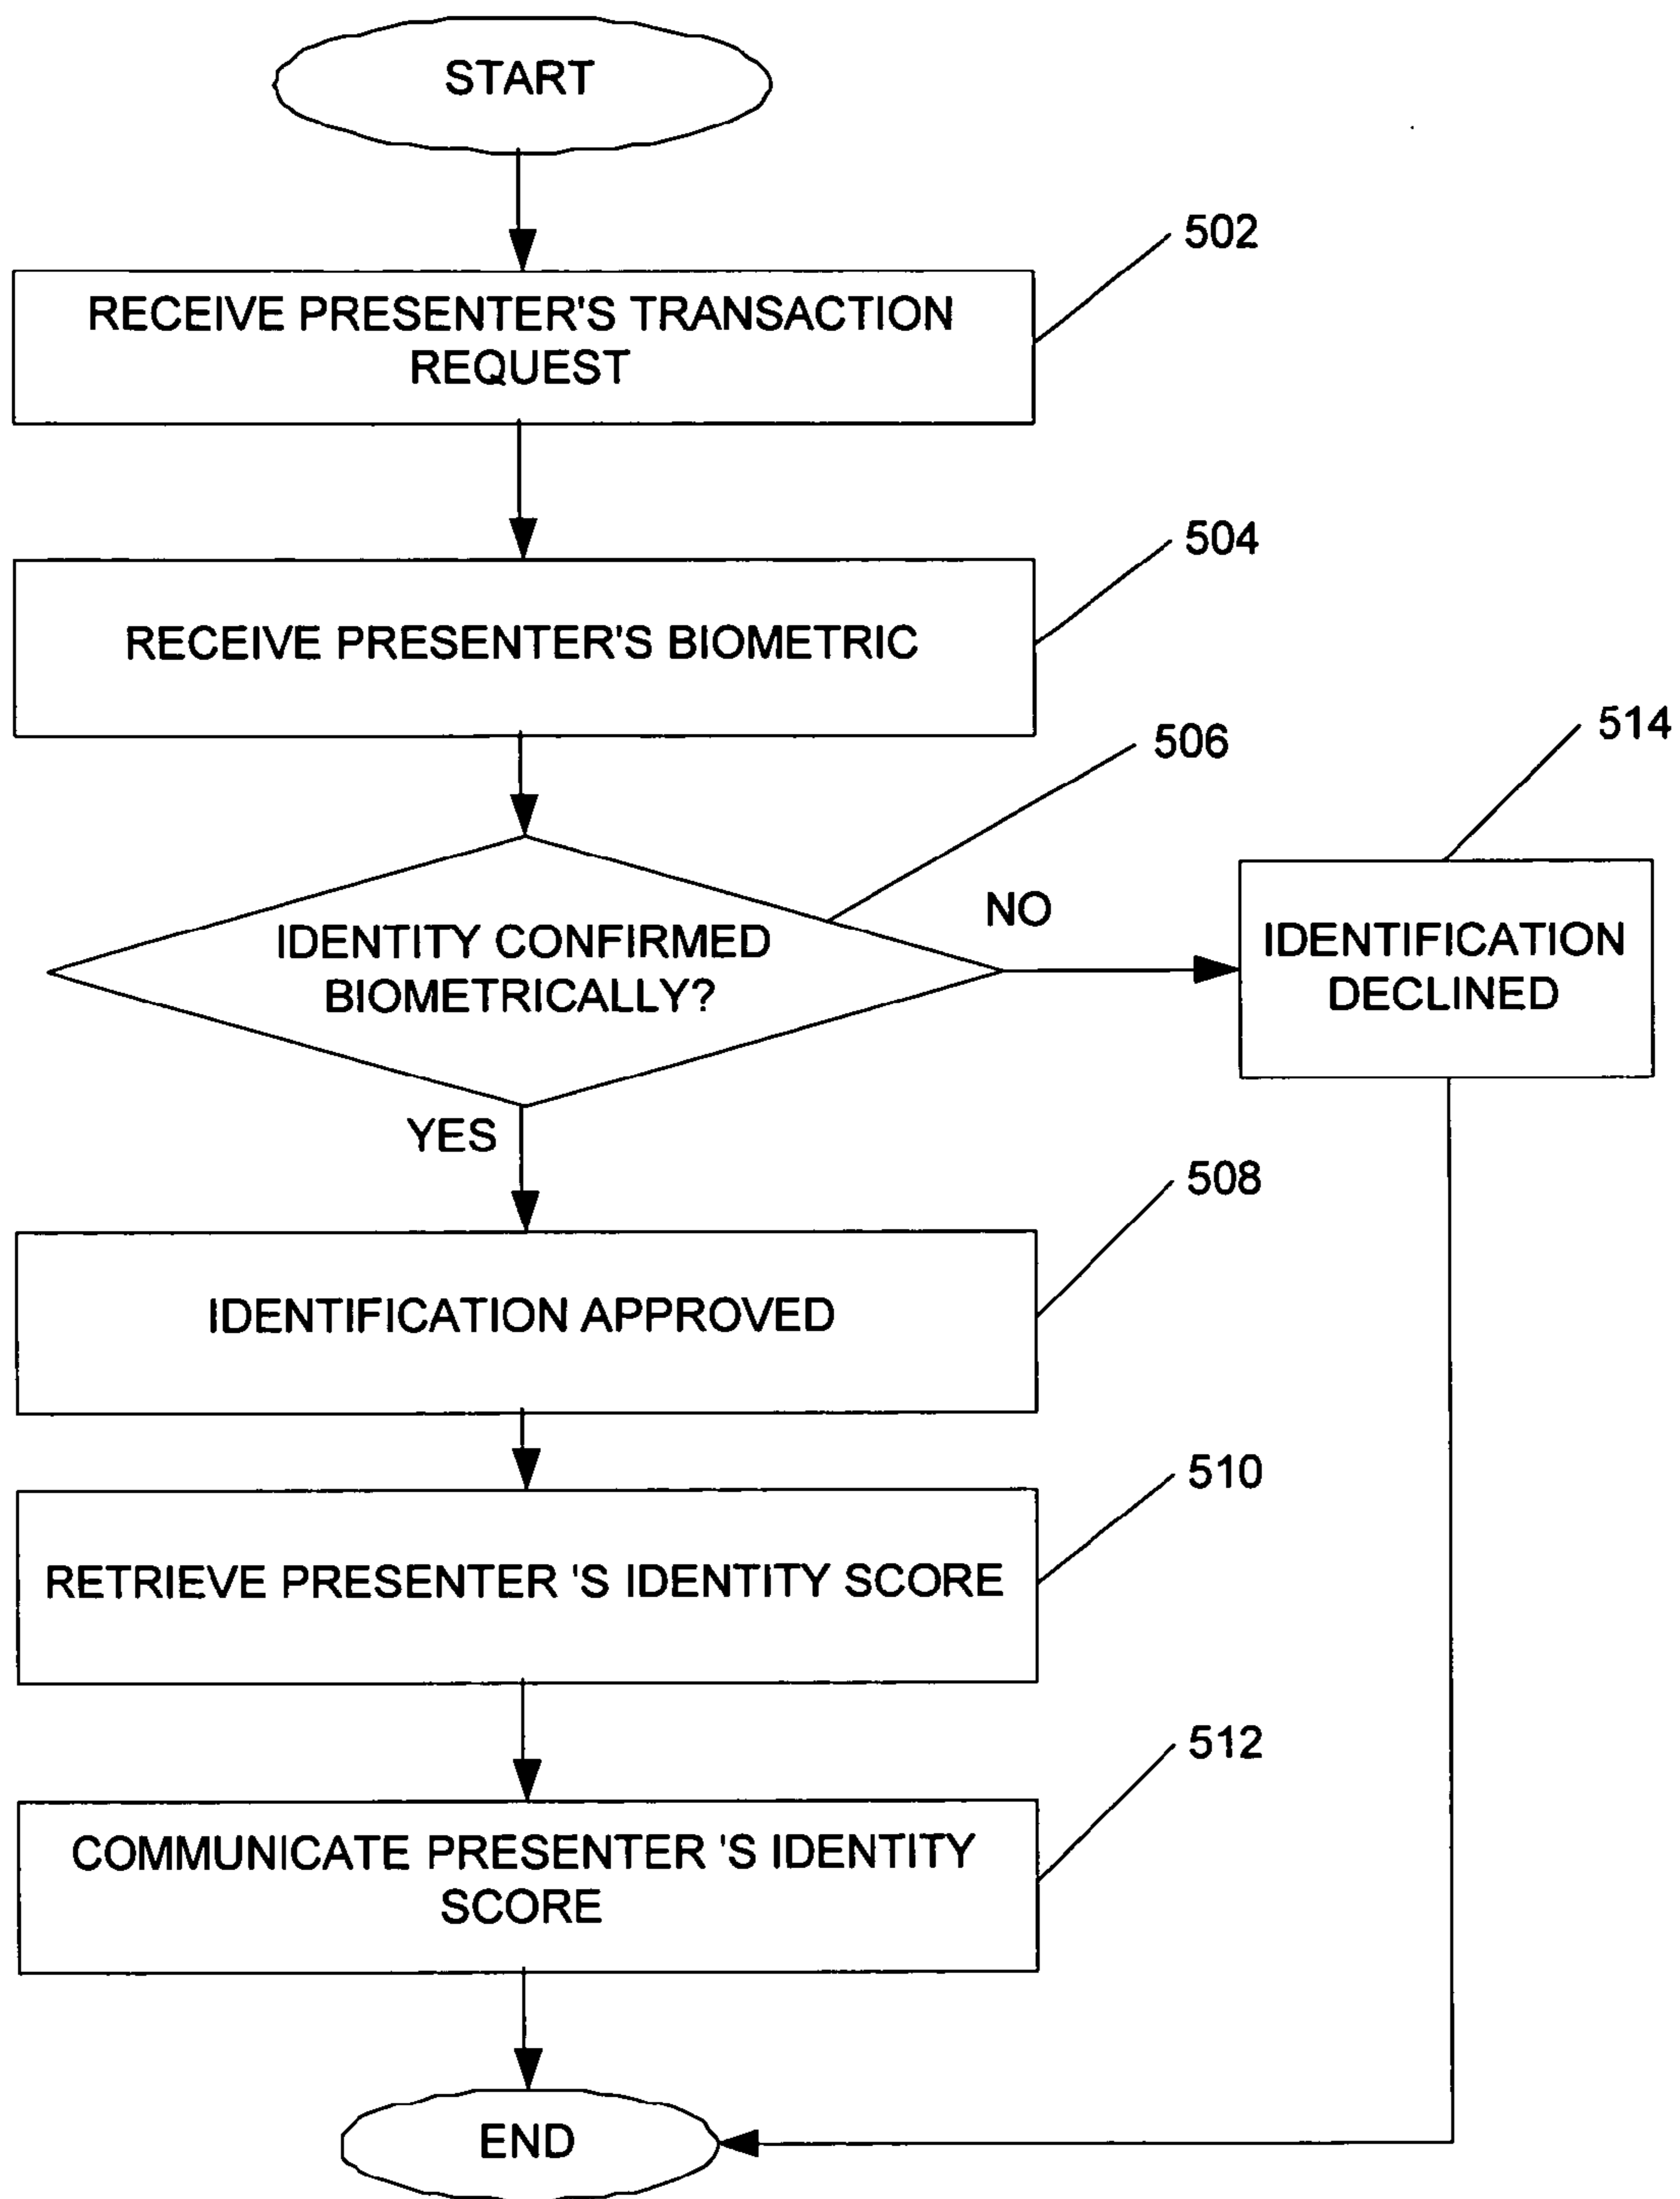 START
502
RECEIVE PRESENTER'S TRANSACTION
REQUEST
504
RECEIVE PRESENTER'S BIOMETRIC
506
514
IDENTITY CONFIRMED
BIOMETRICALLY?
NO
IDENTIFICATION
DECLINED
YES
508
IDENTIFICATION APPROVED
510
RETRIEVE PRESENTER 'S IDENTITY SCORE
512
COMMUNICATE PRESENTER 'S IDENTITY
SCORE
END